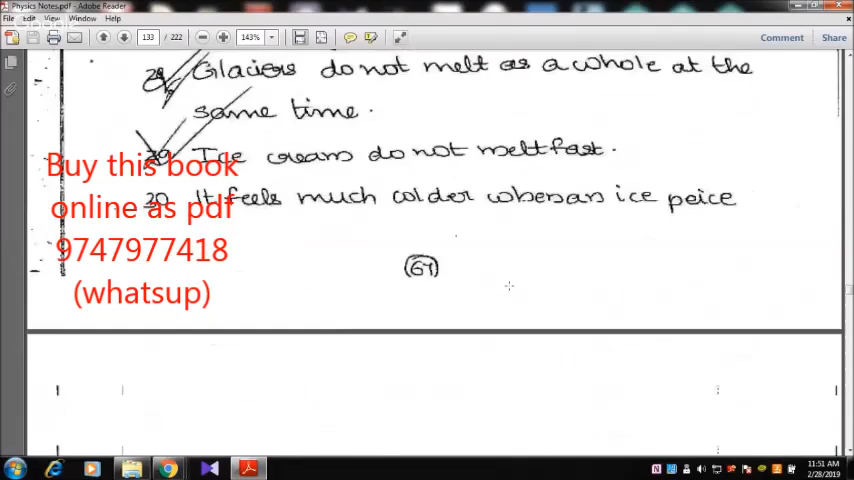 Physics Notes.pdf - Adobe Reader
File Edit View Window Help
133 / 222 143% Comment Share
28. Glaciers do not melt as a whole at the
same time.
29 Ice cream do not melt fast.
30 It feels much colder when an ice peice
67
Buy this book
online as pdf
9747977418
(whatsup)
11:51 AM
2/28/2019